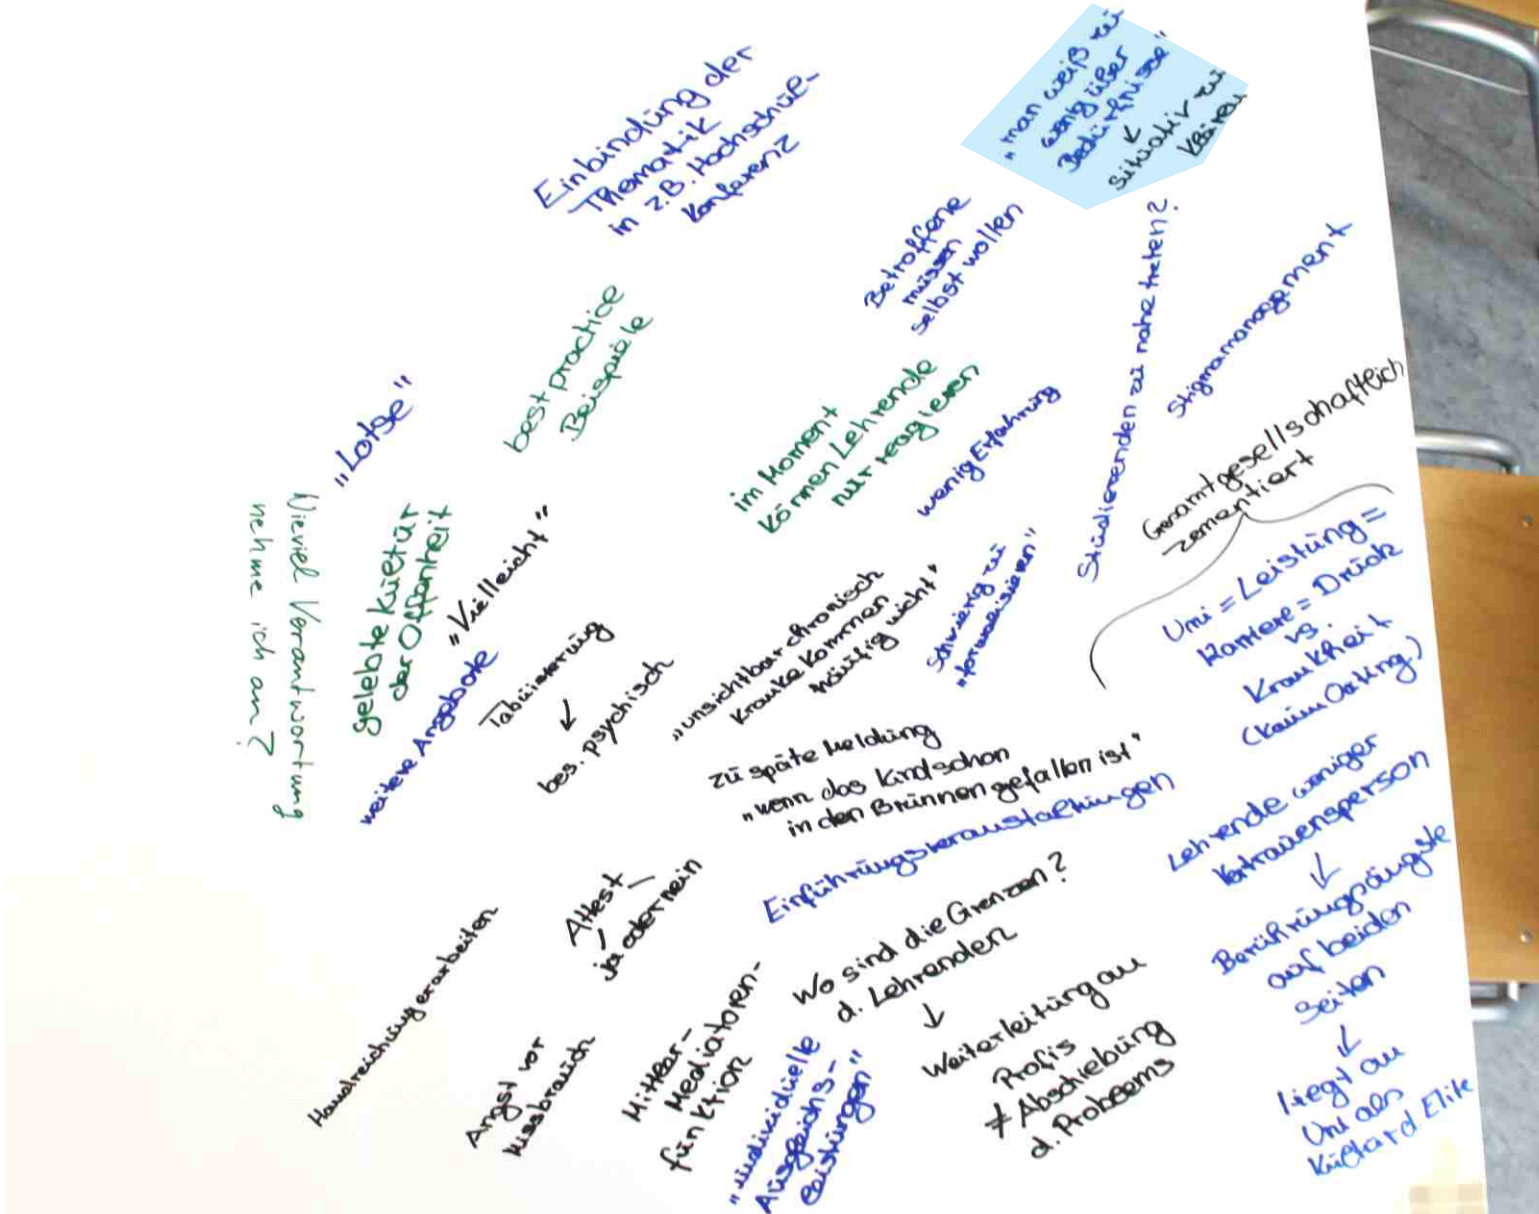 Einbindung der
Thematik
in z.B. Hochschul-
konferenz
"man weiß zu
wenig über
Bedürfnisse"
↙
situativ zu
klären
Betroffene
müssen
selbst wollen
Studierenden zu nahe treten?
Stigmamanagement
best practice
Beispiele
"Lotse"
im Moment
können Lehrende
nur reagieren
wenig Erfahrung
Gesamtgesellschaftlich
zementiert
Uni = Leistung =
Karriere = Druck
vs.
Krankheit
(kaum Outing)
Wieviel Verantwortung
nehme ich an?
gelebte Kultur
der Offenheit
"Vielleicht"
weitere Angebote
Tabuisierung
↙
bes. psychisch
"unsichtbar chronisch
Kranke kommen
häufig nicht"
Schwierig zu
"formalisieren"
zu späte Meldung
"wenn das Kind schon
in den Brunnen gefallen ist"
Einführungsveranstaltungen
Lehrende weniger
Vertrauensperson
↙
Berührungsängste
auf beiden
Seiten
↙
liegt an
Uni als
Elite
Attest
ja oder nein
Handreichung erarbeiten
Angst vor
Missbrauch
Mittler-
Mediatoren-
funktion
"individuelle
Ausgleichs-
leistungen"
Wo sind die Grenzen?
d. Lehrenden
↓
Weiterleitung an
Profis
≠ Abschiebung
d. Problems